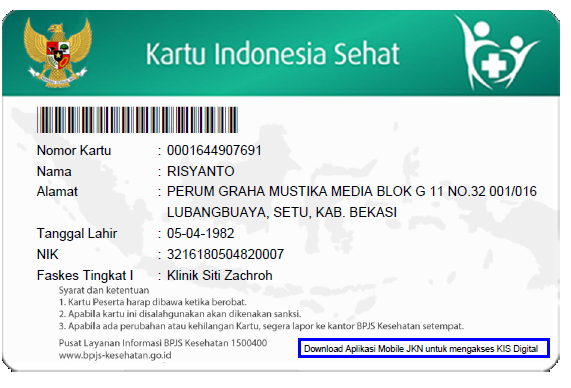 Kartu Indonesia Sehat
Nomor Kartu : 0001644907691
Nama : RISYANTO
Alamat : PERUM GRAHA MUSTIKA MEDIA BLOK G 11 NO.32 001/016
LUBANGBUAYA, SETU, KAB. BEKASI
Tanggal Lahir : 05-04-1982
NIK : 3216180504820007
Faskes Tingkat I : Klinik Siti Zachroh
Syarat dan ketentuan
1. Kartu Peserta harap dibawa ketika berobat.
2. Apabila kartu ini disalahgunakan akan dikenakan sanksi.
3. Apabila ada perubahan atau kehilangan Kartu, segera lapor ke kantor BPJS Kesehatan setempat.
Pusat Layanan Informasi BPJS Kesehatan 1500400
www.bpjs-kesehatan.go.id
Download Aplikasi Mobile JKN untuk mengakses KIS Digital